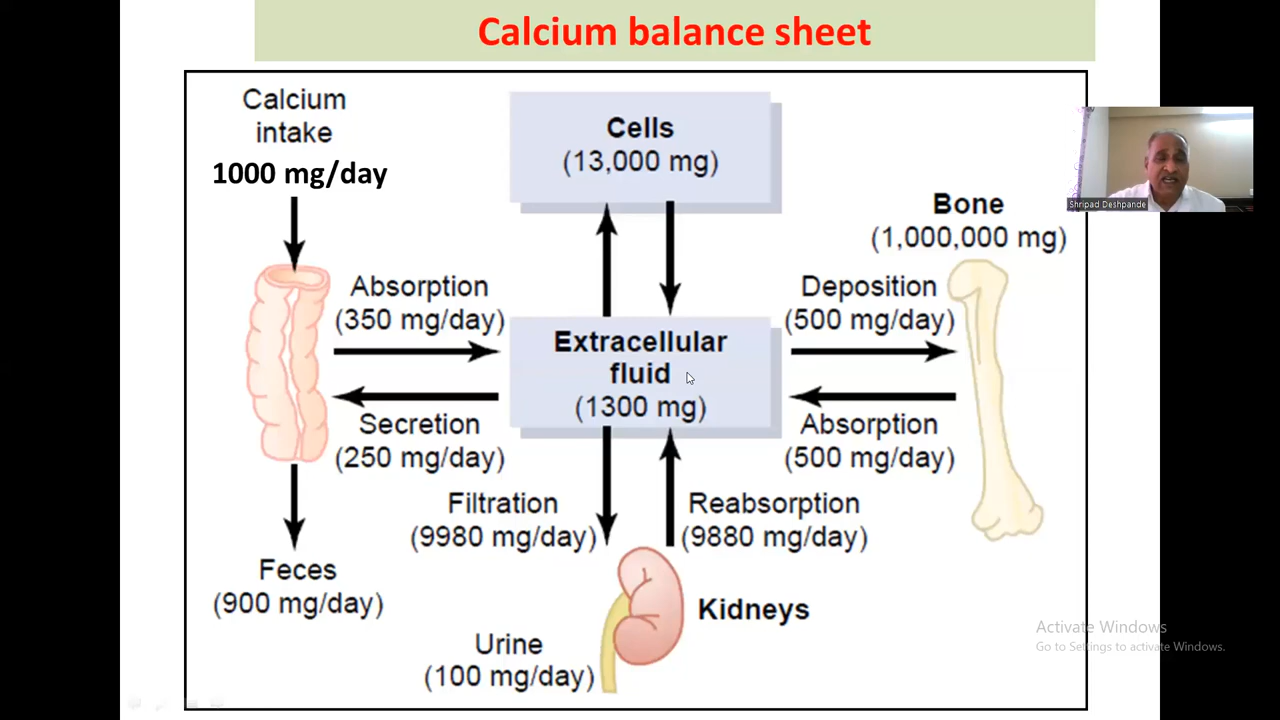 Calcium balance sheet
Calcium
intake
1000 mg/day
Cells
(13,000 mg)
Shripad Deshpande
Bone
(1,000,000 mg)
Absorption
(350 mg/day)
Deposition
(500 mg/day)
Extracellular
fluid
(1300 mg)
Secretion
(250 mg/day)
Absorption
(500 mg/day)
Filtration
(9980 mg/day)
Reabsorption
(9880 mg/day)
Feces
(900 mg/day)
Kidneys
Urine
(100 mg/day)
Activate Windows
Go to Settings to activate Windows.